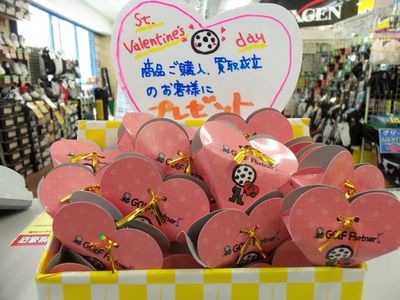 St.
Valentine's day
商品ご購入、買取成立
のお客様に
プレゼント
AGEN
Golf Partner
Golf Partner
Golf Partner
Golf Partner